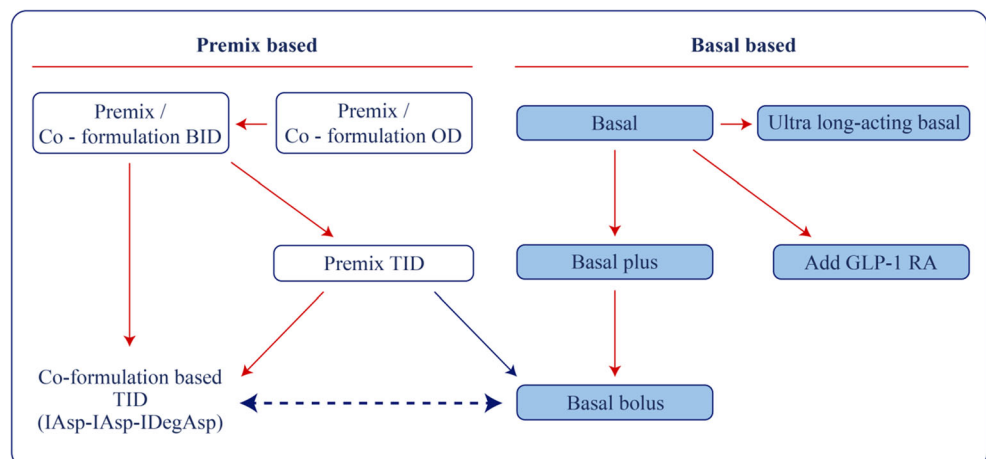 Premix based
Basal based
Premix /
Co - formulation BID
Premix /
Co - formulation OD
Basal
Ultra long-acting basal
Premix TID
Basal plus
Add GLP-1 RA
Co-formulation based
TID
(IAsp-IAsp-IDegAsp)
Basal bolus